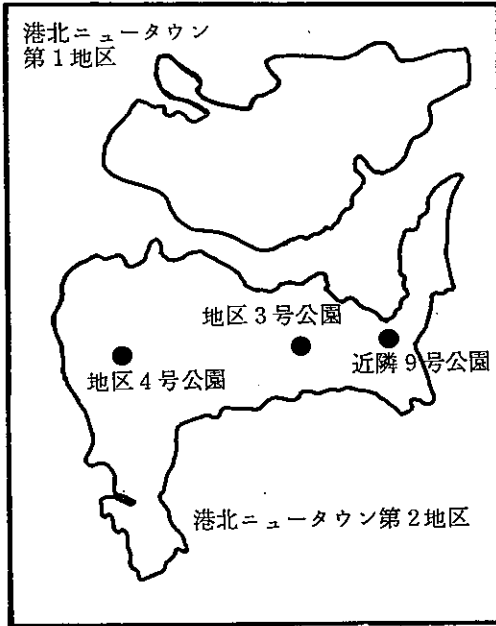 港北ニュータウン
第1地区
地区3号公園
近隣9号公園
地区4号公園
港北ニュータウン第2地区